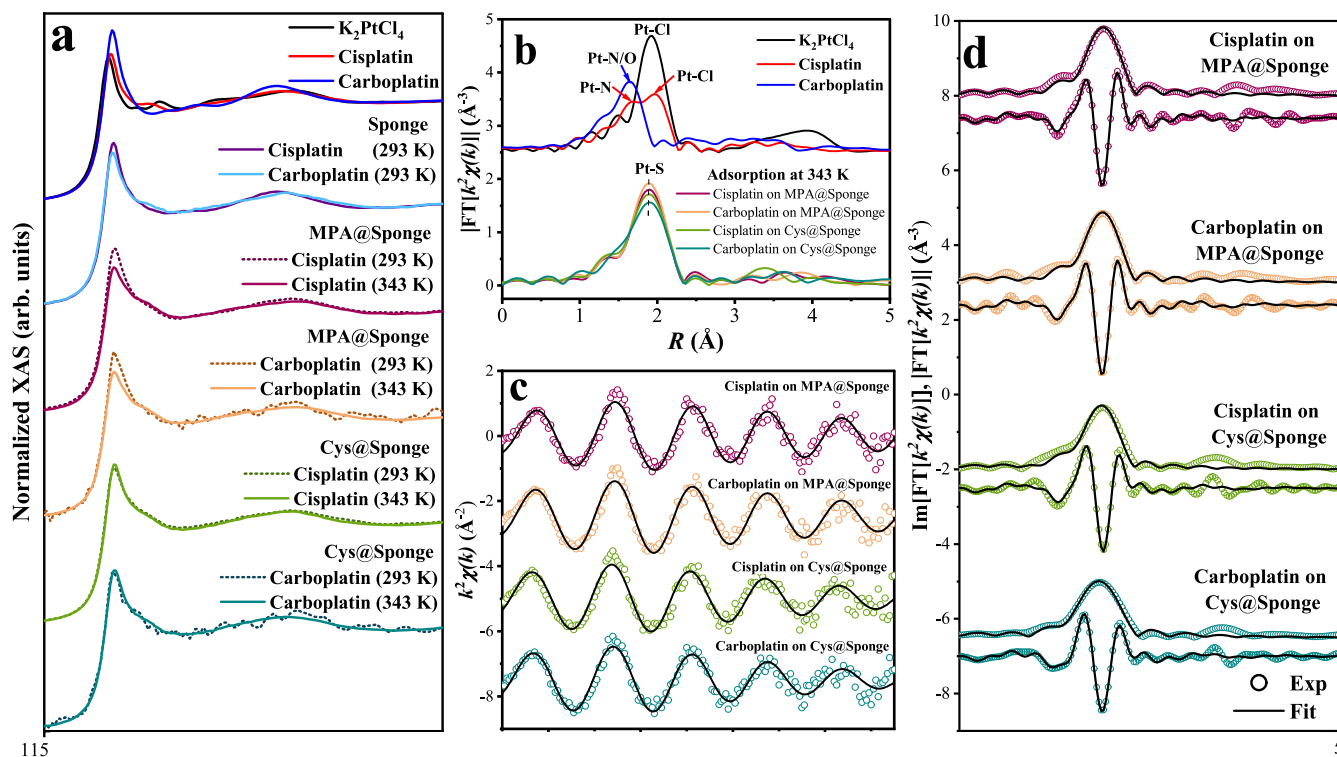 a
K₂PtCl₄
Cisplatin
Carboplatin
Sponge
Cisplatin (293 K)
Carboplatin (293 K)
MPA@Sponge
Cisplatin (293 K)
Cisplatin (343 K)
MPA@Sponge
Carboplatin (293 K)
Carboplatin (343 K)
Cys@Sponge
Cisplatin (293 K)
Cisplatin (343 K)
Cys@Sponge
Carboplatin (293 K)
Carboplatin (343 K)
Normalized XAS (arb. units)
115
b
Pt-Cl
Pt-N/O
Pt-N
Pt-Cl
K₂PtCl₄
Cisplatin
Carboplatin
Pt-S
Adsorption at 343 K
Cisplatin on MPA@Sponge
Carboplatin on MPA@Sponge
Cisplatin on Cys@Sponge
Carboplatin on Cys@Sponge
|FT[k²χ(k)]| (Å⁻³)
5
4
3
2
1
0
0 1 2 3 4 5
R (Å)
c
Cisplatin on MPA@Sponge
Carboplatin on MPA@Sponge
Cisplatin on Cys@Sponge
Carboplatin on Cys@Sponge
k²χ(k) (Å⁻²)
2
0
-2
-4
-6
-8
d
Cisplatin on
MPA@Sponge
Carboplatin on
MPA@Sponge
Cisplatin on
Cys@Sponge
Carboplatin on
Cys@Sponge
Exp
Fit
Im[FT[k²χ(k)]], |FT[k²χ(k)]| (Å⁻³)
10
8
6
4
2
0
-2
-4
-6
-8
5